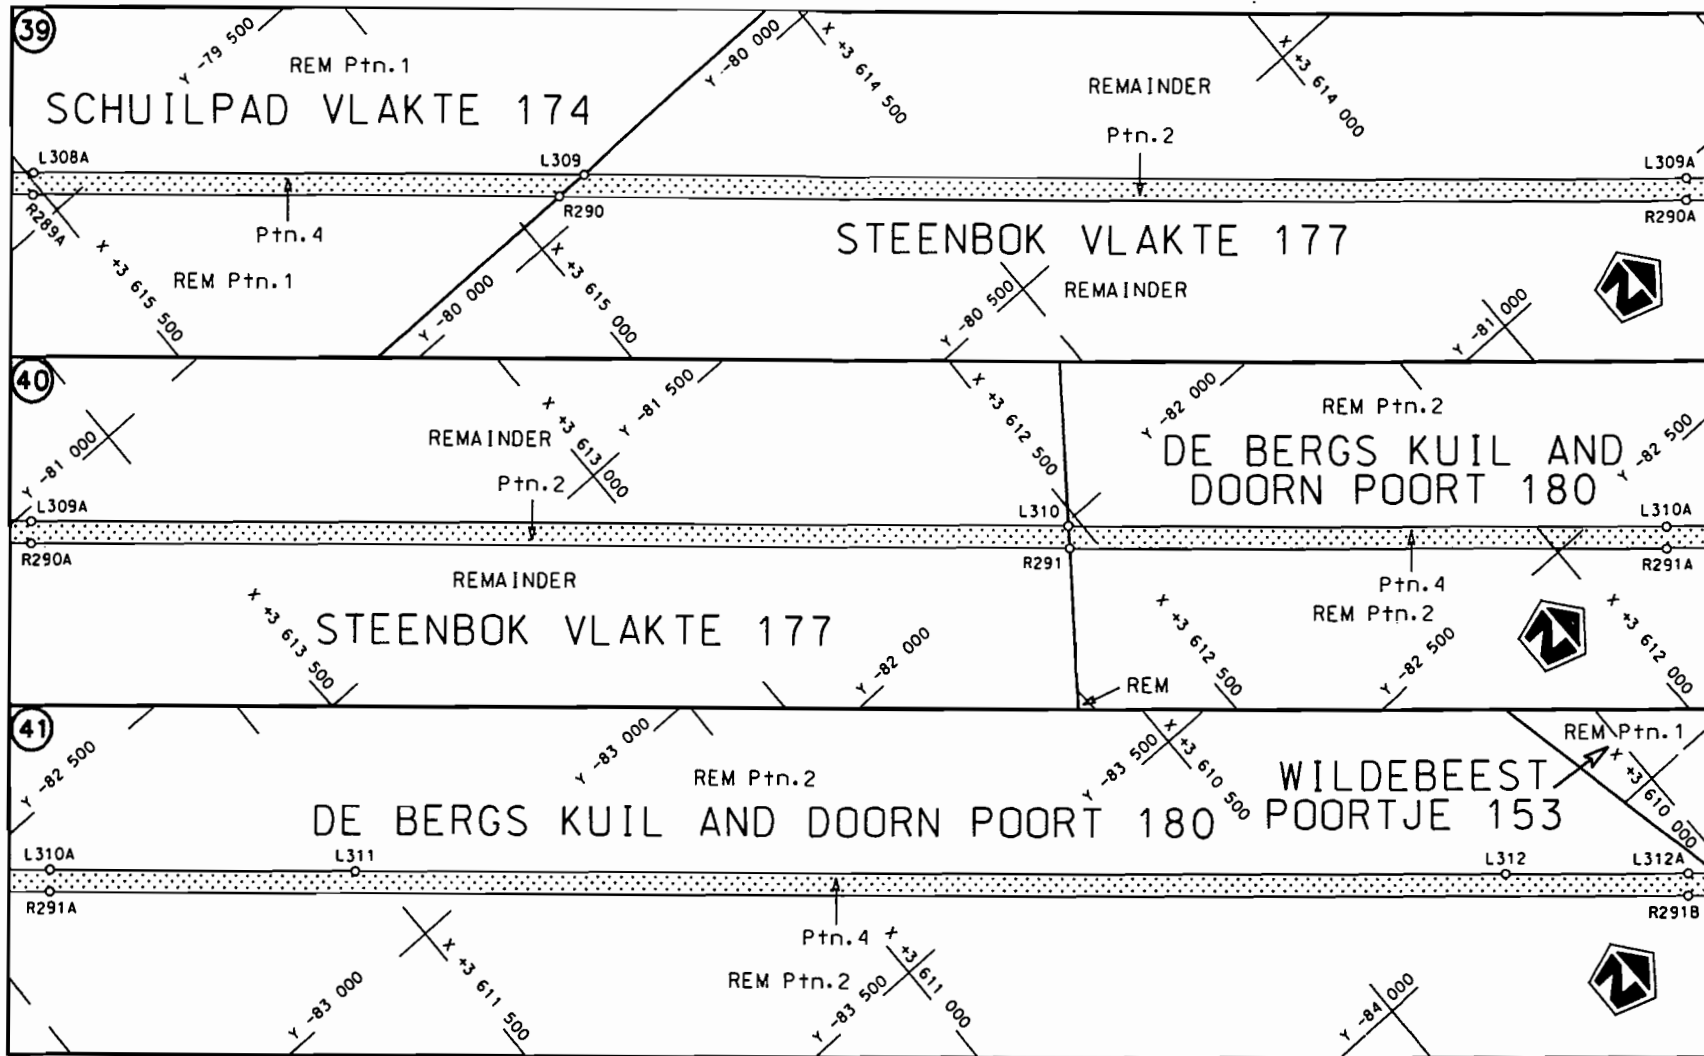 39
Y -79 500
REM Ptn.1
SCHUILPAD VLAKTE 174
Y -80 000
X +3 614 500
REMAINDER
X +3 614 000
Ptn.2
L308A
L309
L309A
R289A
Ptn.4
R290
R290A
REM Ptn.1
X +3 615 500
Y -80 000
X +3 615 000
STEENBOK VLAKTE 177
Y -80 500
REMAINDER
Y -81 000
40
Y -81 000
REMAINDER
X +3 613 000
Y -81 500
Ptn.2
X +3 612 500
Y -82 000
REM Ptn.2
DE BERGS KUIL AND
DOORN POORT 180
Y -82 500
L309A
L310
L310A
R290A
R291
R291A
REMAINDER
Ptn.4
REM Ptn.2
X +3 613 500
STEENBOK VLAKTE 177
Y -82 000
X +3 612 500
Y -82 500
X +3 612 000
REM
41
Y -82 500
Y -83 000
REM Ptn.2
Y -83 500
X +3 610 500
REM Ptn.1
X +3 610 000
WILDEBEEST
POORTJE 153
DE BERGS KUIL AND DOORN POORT 180
L310A
L311
L312
L312A
R291A
R291B
Ptn.4
REM Ptn.2
Y -83 000
X +3 611 500
Y -83 500
X +3 611 000
Y -84 000